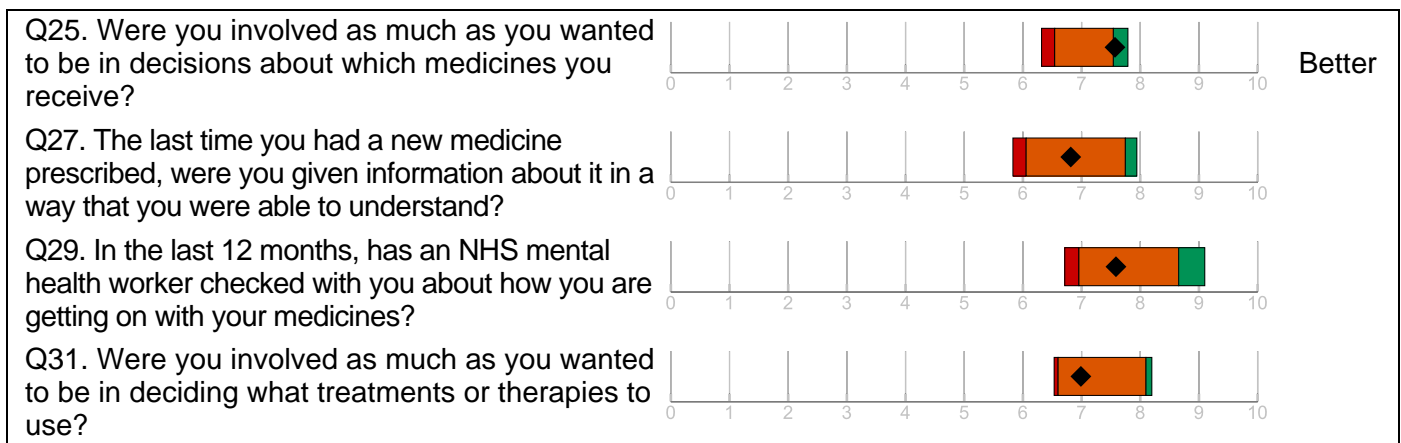 Q25. Were you involved as much as you wanted
to be in decisions about which medicines you
receive?
Better
0 1 2 3 4 5 6 7 8 9 10
Q27. The last time you had a new medicine
prescribed, were you given information about it in a
way that you were able to understand?
0 1 2 3 4 5 6 7 8 9 10
Q29. In the last 12 months, has an NHS mental
health worker checked with you about how you are
getting on with your medicines?
0 1 2 3 4 5 6 7 8 9 10
Q31. Were you involved as much as you wanted
to be in deciding what treatments or therapies to
use?
0 1 2 3 4 5 6 7 8 9 10